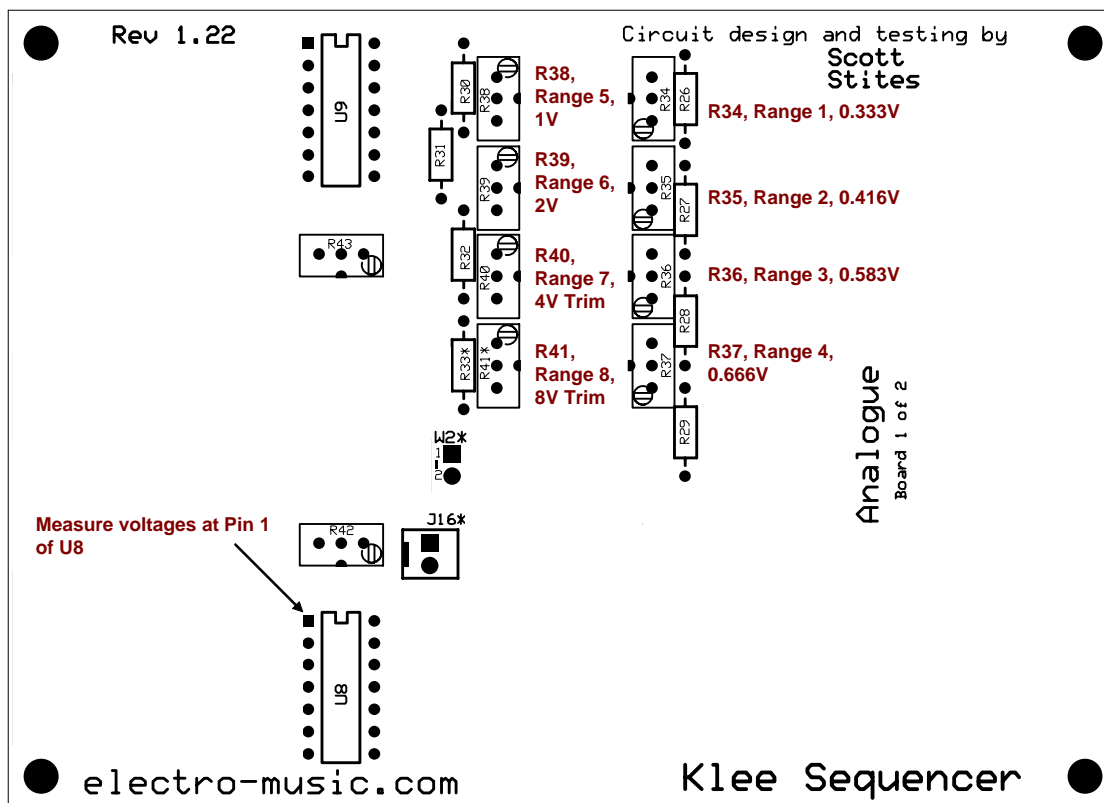 Rev 1.22
Circuit design and testing by
Scott
Stites
U9
R30
R38
R38,
Range 5,
1V
R34
R26
R34, Range 1, 0.333V
R31
R39
R39,
Range 6,
2V
R35
R27
R35, Range 2, 0.416V
R43
R32
R40
R40,
Range 7,
4V Trim
R36
R28
R36, Range 3, 0.583V
R33*
R41*
R41,
Range 8,
8V Trim
R37
R29
R37, Range 4,
0.666V
Analogue
Board 1 of 2
W2*
1
2
J16*
R42
Measure voltages at Pin 1
of U8
U8
electro-music.com
Klee Sequencer